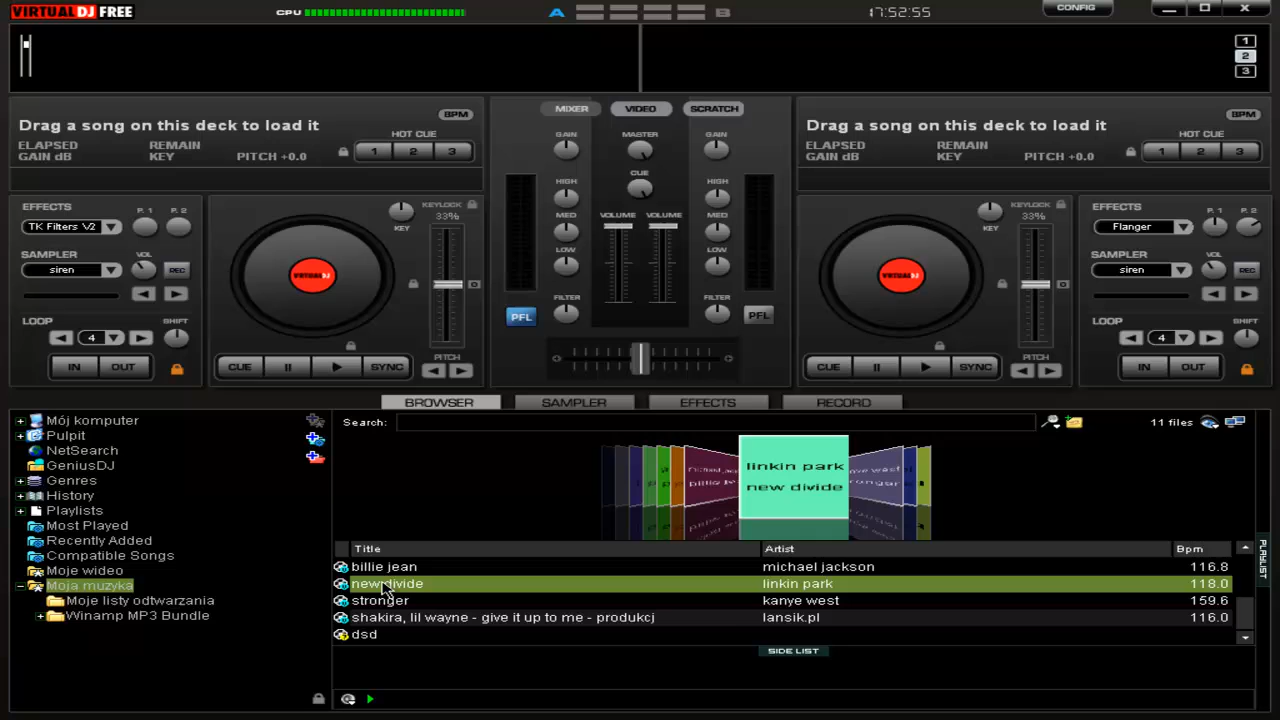 VIRTUAL DJ FREE
CPU
A
B
17:52:55
CONFIG
1
2
3
BPM
Drag a song on this deck to load it
ELAPSED
REMAIN
HOT CUE
GAIN dB
KEY
PITCH +0.0
1 2 3
MIXER
VIDEO
SCRATCH
GAIN
MASTER
GAIN
HIGH
CUE
HIGH
MED
VOLUME
VOLUME
MED
LOW
LOW
FILTER
FILTER
PFL
PFL
BPM
Drag a song on this deck to load it
ELAPSED
REMAIN
HOT CUE
GAIN dB
KEY
PITCH +0.0
1 2 3
EFFECTS
P. 1
P. 2
TK Filters V2
SAMPLER
VOL
siren
REC
LOOP
SHIFT
4
IN
OUT
KEYLOCK
33%
KEY
VIRTUAL DJ
PITCH
CUE
SYNC
KEYLOCK
33%
KEY
VIRTUAL DJ
PITCH
CUE
SYNC
EFFECTS
P. 1
P. 2
Flanger
SAMPLER
VOL
siren
REC
LOOP
SHIFT
4
IN
OUT
BROWSER
SAMPLER
EFFECTS
RECORD
Mój komputer
Pulpit
NetSearch
GeniusDJ
Genres
History
Playlists
Most Played
Recently Added
Compatible Songs
Moje wideo
Moja muzyka
Moje listy odtwarzania
Winamp MP3 Bundle
Search:
11 files
linkin park
new divide
Title
Artist
Bpm
billie jean
michael jackson
116.8
new divide
linkin park
118.0
stronger
kanye west
159.6
shakira, lil wayne - give it up to me - produkcj
lansik.pl
116.0
dsd
SIDE LIST
PLAYLIST